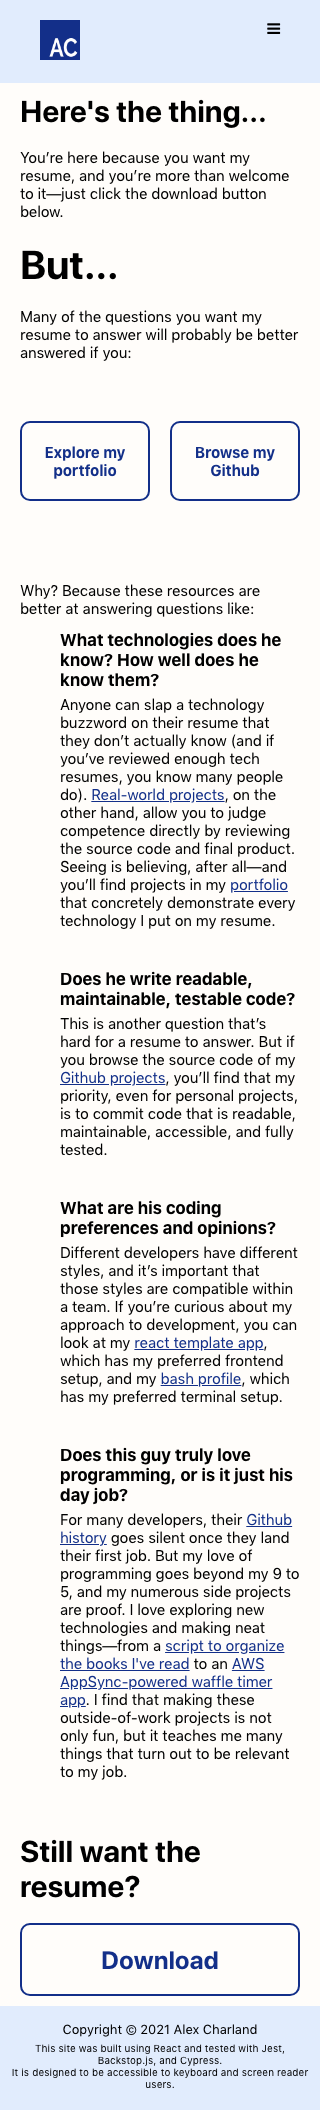 AC
Here's the thing...
You’re here because you want my
resume, and you’re more than welcome
to it—just click the download button
below.
But...
Many of the questions you want my
resume to answer will probably be better
answered if you:
Explore my
portfolio
Browse my
Github
Why? Because these resources are
better at answering questions like:
What technologies does he
know? How well does he
know them?
Anyone can slap a technology
buzzword on their resume that
they don’t actually know (and if
you’ve reviewed enough tech
resumes, you know many people
do). Real-world projects, on the
other hand, allow you to judge
competence directly by reviewing
the source code and final product.
Seeing is believing, after all—and
you’ll find projects in my portfolio
that concretely demonstrate every
technology I put on my resume.
Does he write readable,
maintainable, testable code?
This is another question that’s
hard for a resume to answer. But if
you browse the source code of my
Github projects, you’ll find that my
priority, even for personal projects,
is to commit code that is readable,
maintainable, accessible, and fully
tested.
What are his coding
preferences and opinions?
Different developers have different
styles, and it’s important that
those styles are compatible within
a team. If you’re curious about my
approach to development, you can
look at my react template app,
which has my preferred frontend
setup, and my bash profile, which
has my preferred terminal setup.
Does this guy truly love
programming, or is it just his
day job?
For many developers, their Github
history goes silent once they land
their first job. But my love of
programming goes beyond my 9 to
5, and my numerous side projects
are proof. I love exploring new
technologies and making neat
things—from a script to organize
the books I've read to an AWS
AppSync-powered waffle timer
app. I find that making these
outside-of-work projects is not
only fun, but it teaches me many
things that turn out to be relevant
to my job.
Still want the
resume?
Download
Copyright © 2021 Alex Charland
This site was built using React and tested with Jest,
Backstop.js, and Cypress.
It is designed to be accessible to keyboard and screen reader
users.